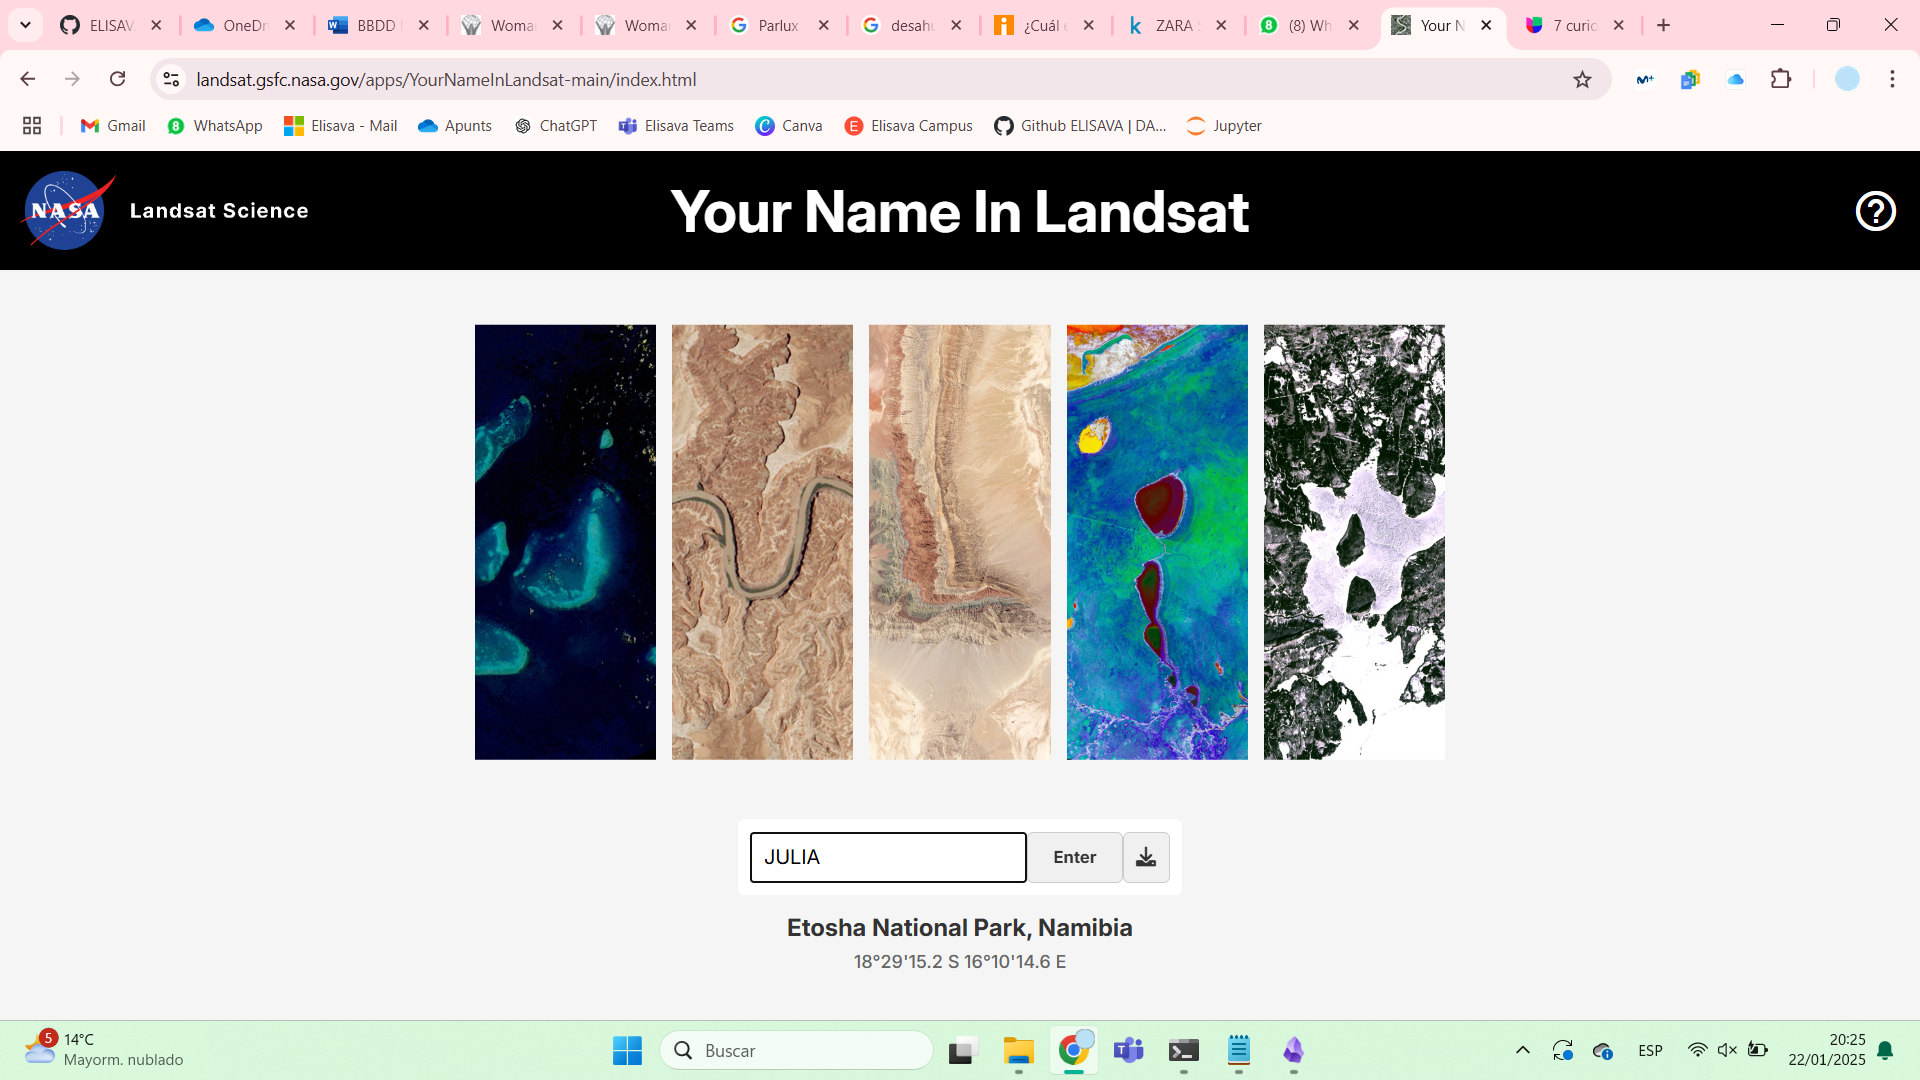 ELISAV
OneDri
BBDD
Woma
Woma
Parlux
desahu
¿Cuál e
ZARA S
(8) Wh
Your N
7 curio
landsat.gsfc.nasa.gov/apps/YourNameInLandsat-main/index.html
Gmail
WhatsApp
Elisava - Mail
Apunts
ChatGPT
Elisava Teams
Canva
Elisava Campus
Github ELISAVA | DA...
Jupyter
NASA
Landsat Science
Your Name In Landsat
JULIA
Enter
Etosha National Park, Namibia
18°29'15.2 S 16°10'14.6 E
5
14°C
Mayorm. nublado
Buscar
ESP
20:25
22/01/2025